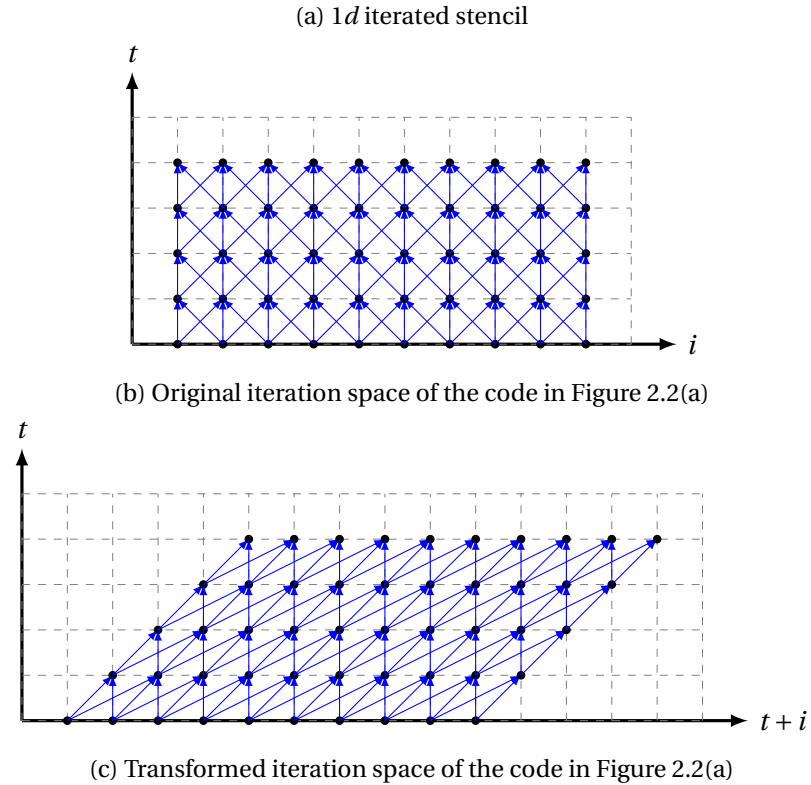 (a) 1d iterated stencil
t
i
(b) Original iteration space of the code in Figure 2.2(a)
t
t + i
(c) Transformed iteration space of the code in Figure 2.2(a)